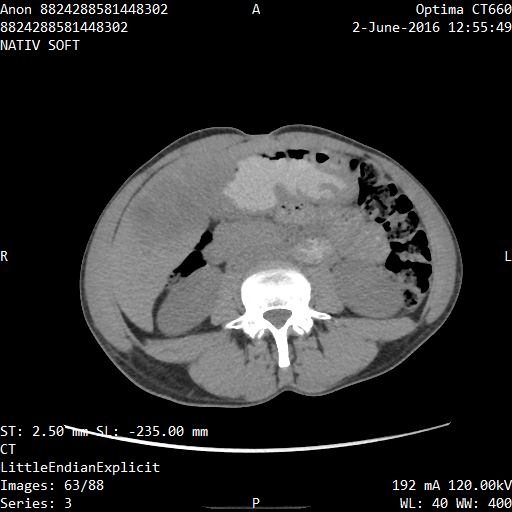 Anon 8824288581448302
A
Optima CT660
8824288581448302
2-June-2016 12:55:49
NATIV SOFT
R
L
ST: 2.50 mm SL: -235.00 mm
CT
LittleEndianExplicit
Images: 63/88
192 mA 120.00kV
Series: 3
P
WL: 40 WW: 400